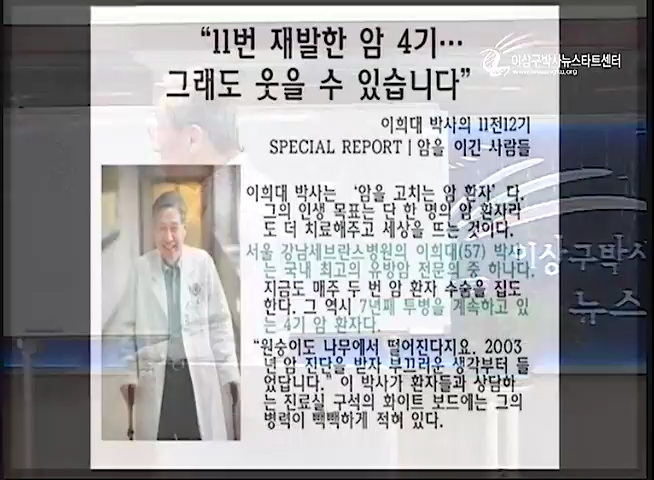 이상구박사뉴스타트센터
“11번 재발한 암 4기…
그래도 웃을 수 있습니다”
이희대 박사의 11전12기
SPECIAL REPORT | 암을 이긴 사람들
이희대 박사는 ‘암을 고치는 암 환자’ 다.
그의 인생 목표는 단 한 명의 암 환자라
도 더 치료해주고 세상을 뜨는 것이다.
서울 강남세브란스병원의 이희대(57) 박사
는 국내 최고의 유방암 전문의 중 하나다.
지금도 매주 두 번 암 환자 수술을 집도
한다. 그 역시 7년째 투병을 계속하고 있
는 4기 암 환자다.
“원숭이도 나무에서 떨어진다지요. 2003
년 암 진단을 받자 부끄러운 생각부터 들
었답니다.” 이 박사가 환자들과 상담하
는 진료실 구석의 화이트 보드에는 그의
병력이 빽빽하게 적혀 있다.
이상구박사
뉴스